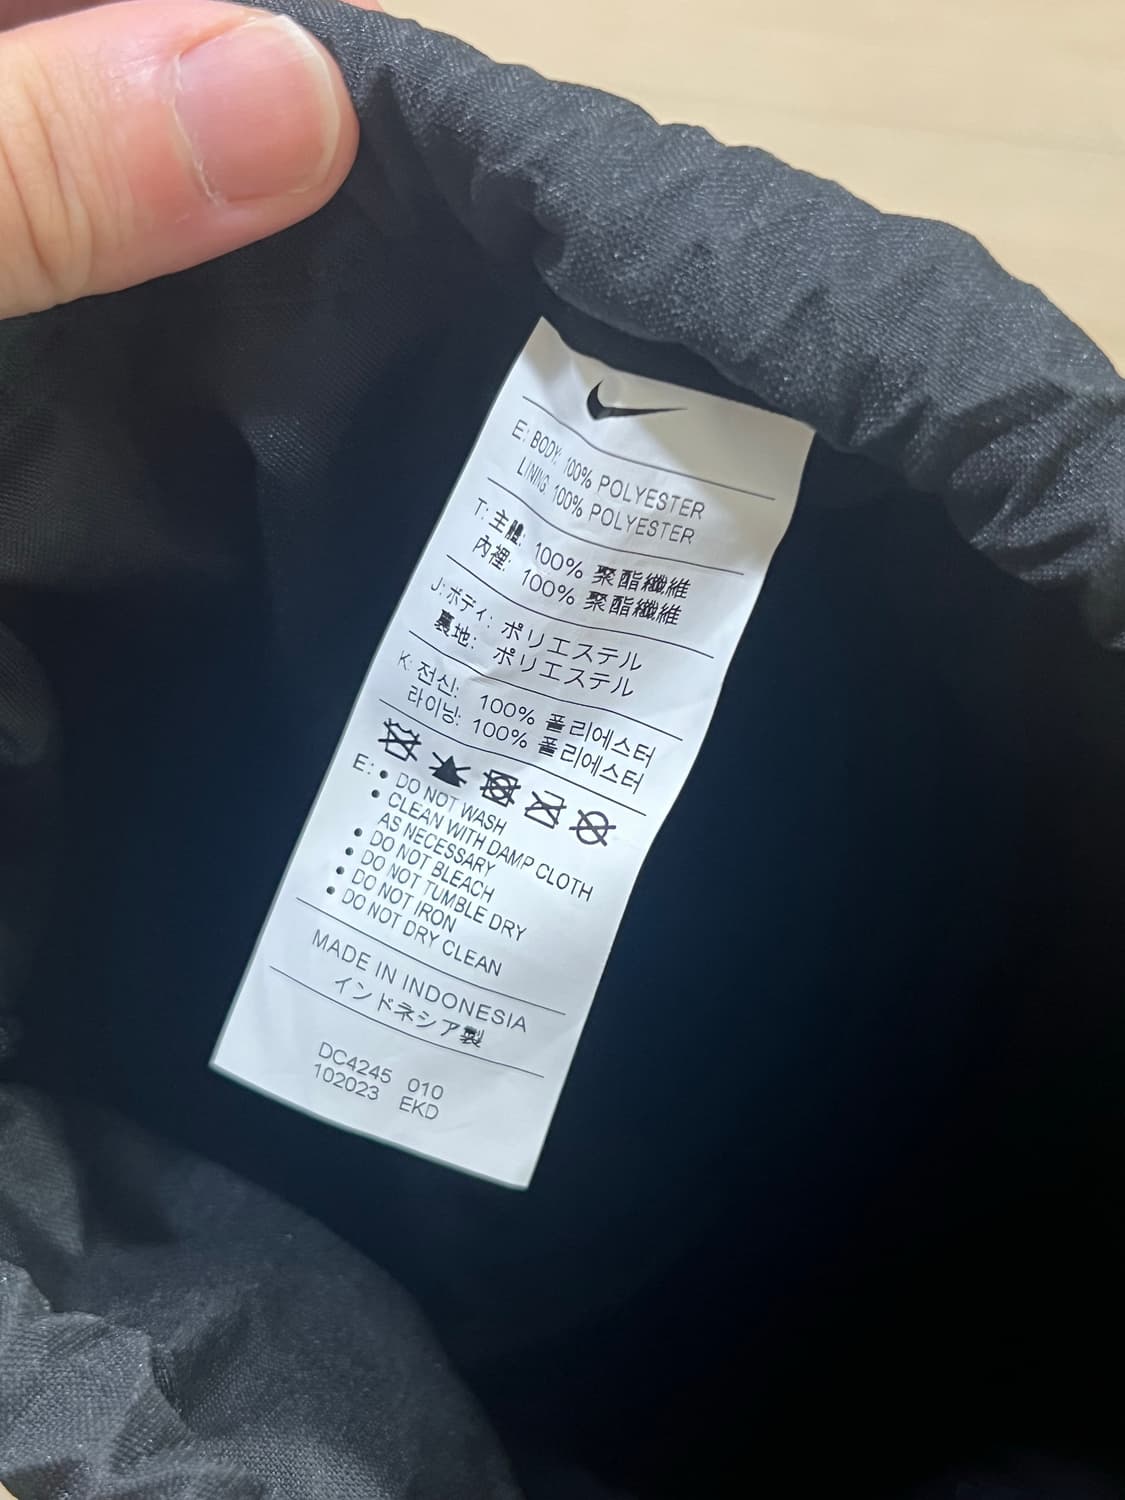 E: BODY: 100% POLYESTER
LINING 100% POLYESTER
T: 主體: 100% 聚酯纖維
內裡: 100% 聚酯纖維
J: ボディ: ポリエステル
裏地: ポリエステル
K: 전신: 100% 폴리에스터
라이닝: 100% 폴리에스터
E: • DO NOT WASH
• CLEAN WITH DAMP CLOTH
AS NECESSARY
• DO NOT BLEACH
• DO NOT TUMBLE DRY
• DO NOT IRON
• DO NOT DRY CLEAN
MADE IN INDONESIA
インドネシア製
DC4245 010
102023 EKD